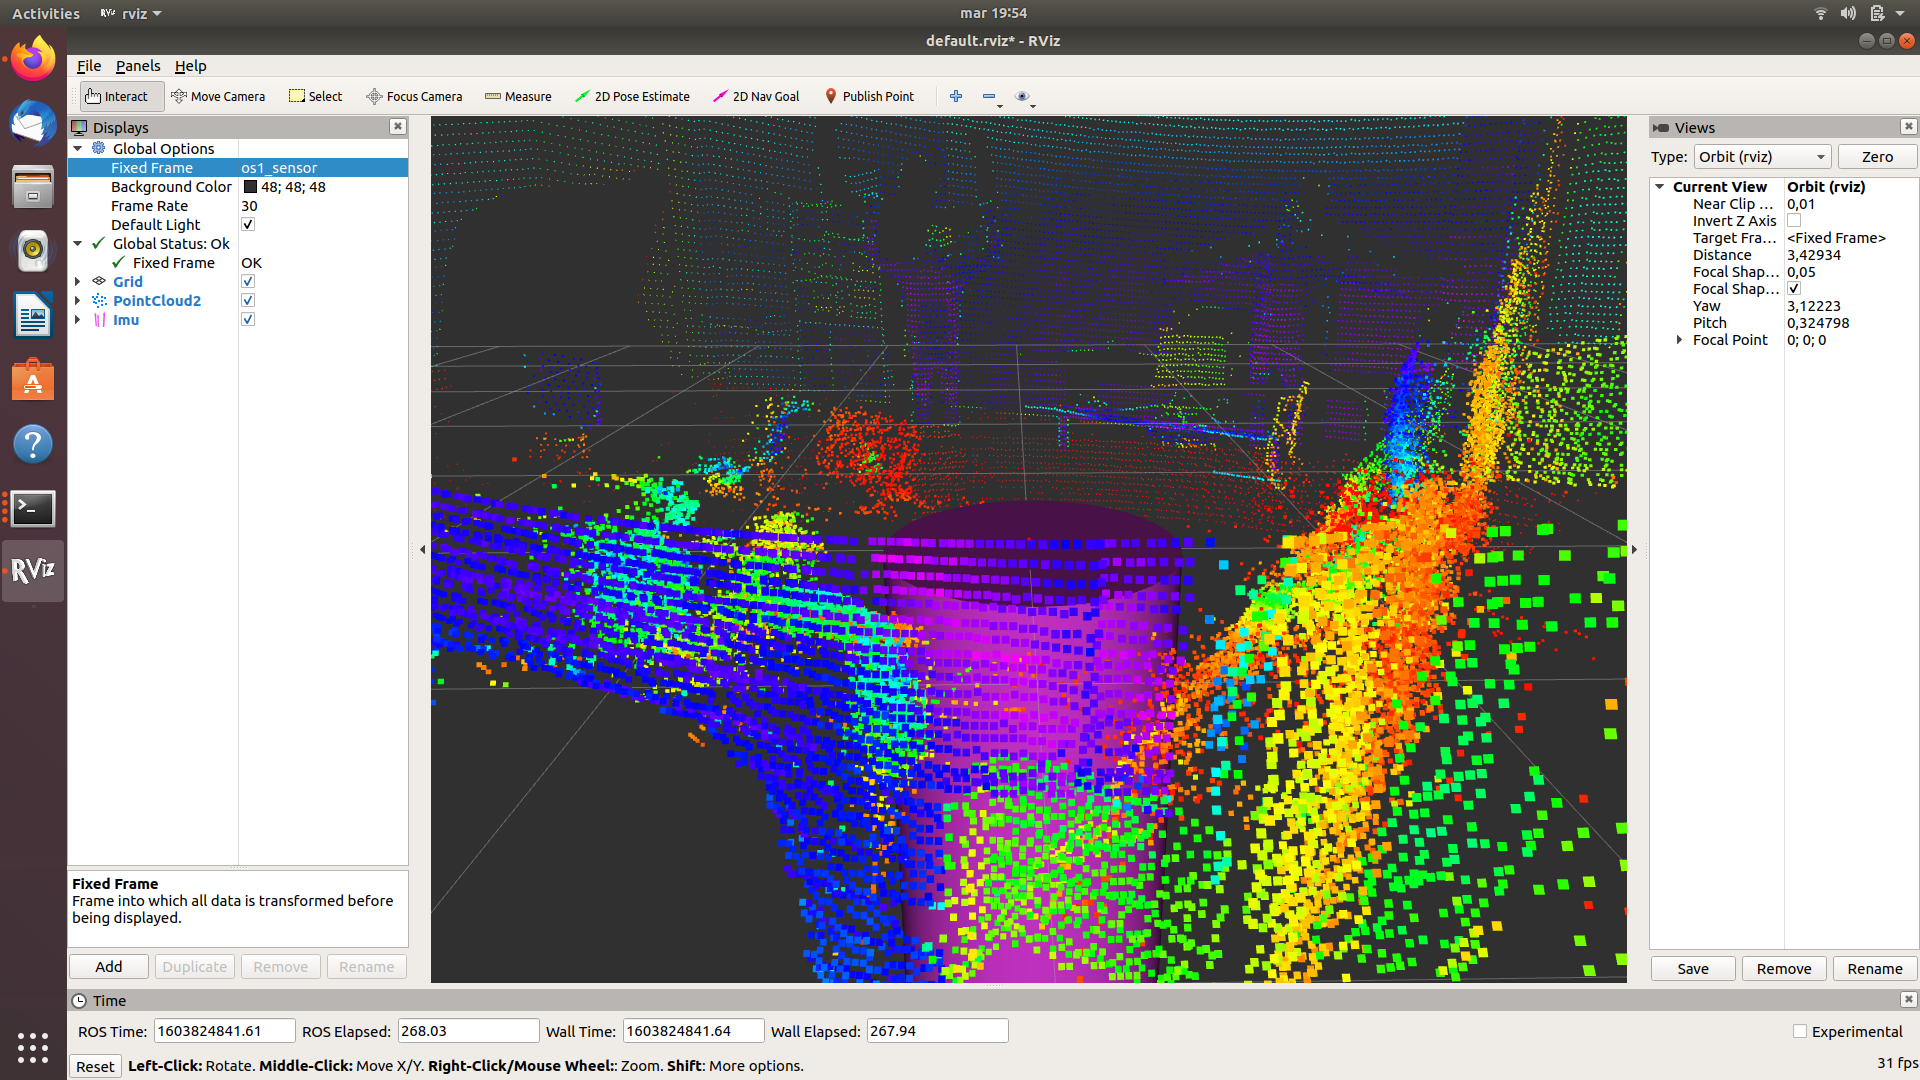 Activities RViz rviz mar 19:54
default.rviz* - RViz
File Panels Help
Interact Move Camera Select Focus Camera Measure 2D Pose Estimate 2D Nav Goal Publish Point
Displays
Global Options
Fixed Frame os1_sensor
Background Color 48; 48; 48
Frame Rate 30
Default Light
Global Status: Ok
Fixed Frame OK
Grid
PointCloud2
Imu
Fixed Frame
Frame into which all data is transformed before
being displayed.
Add Duplicate Remove Rename
RViz
Views
Type: Orbit (rviz) Zero
Current View Orbit (rviz)
Near Clip ... 0,01
Invert Z Axis
Target Fra... <Fixed Frame>
Distance 3,42934
Focal Shap... 0,05
Focal Shap...
Yaw 3,12223
Pitch 0,324798
Focal Point 0; 0; 0
Save Remove Rename
Time
ROS Time: 1603824841.61 ROS Elapsed: 268.03 Wall Time: 1603824841.64 Wall Elapsed: 267.94 Experimental
Reset Left-Click: Rotate. Middle-Click: Move X/Y. Right-Click/Mouse Wheel:: Zoom. Shift: More options. 31 fps